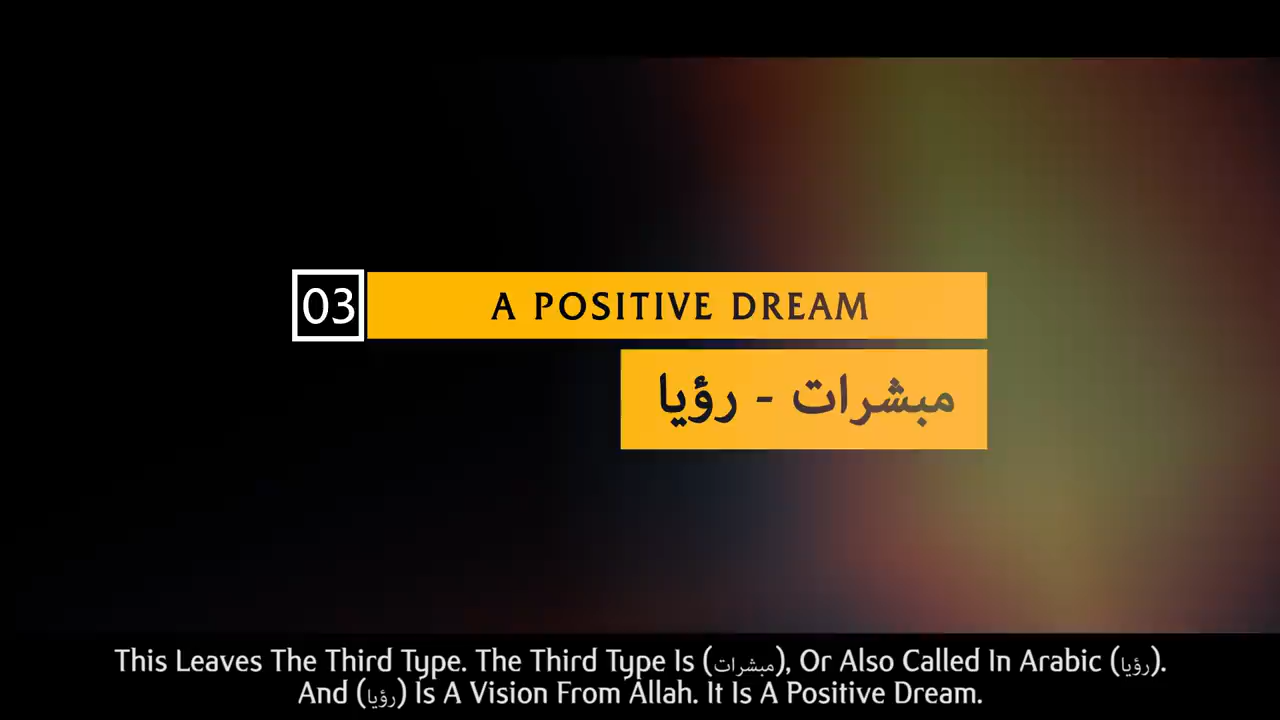 03 A POSITIVE DREAM
مبشرات - رؤيا
This Leaves The Third Type. The Third Type Is (مبشرات), Or Also Called In Arabic (رؤيا).
And (رؤيا) Is A Vision From Allah. It Is A Positive Dream.